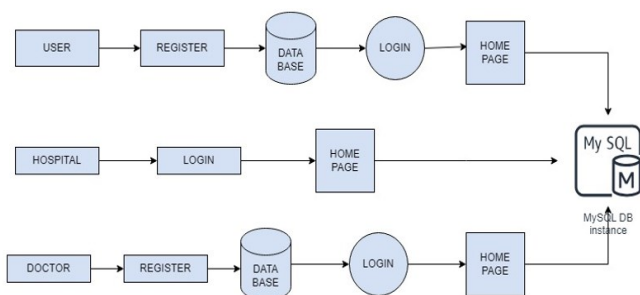 USER
REGISTER
DATA
BASE
LOGIN
HOME
PAGE
HOSPITAL
LOGIN
HOME
PAGE
My SQL
M
MySQL DB
instance
DOCTOR
REGISTER
DATA
BASE
LOGIN
HOME
PAGE